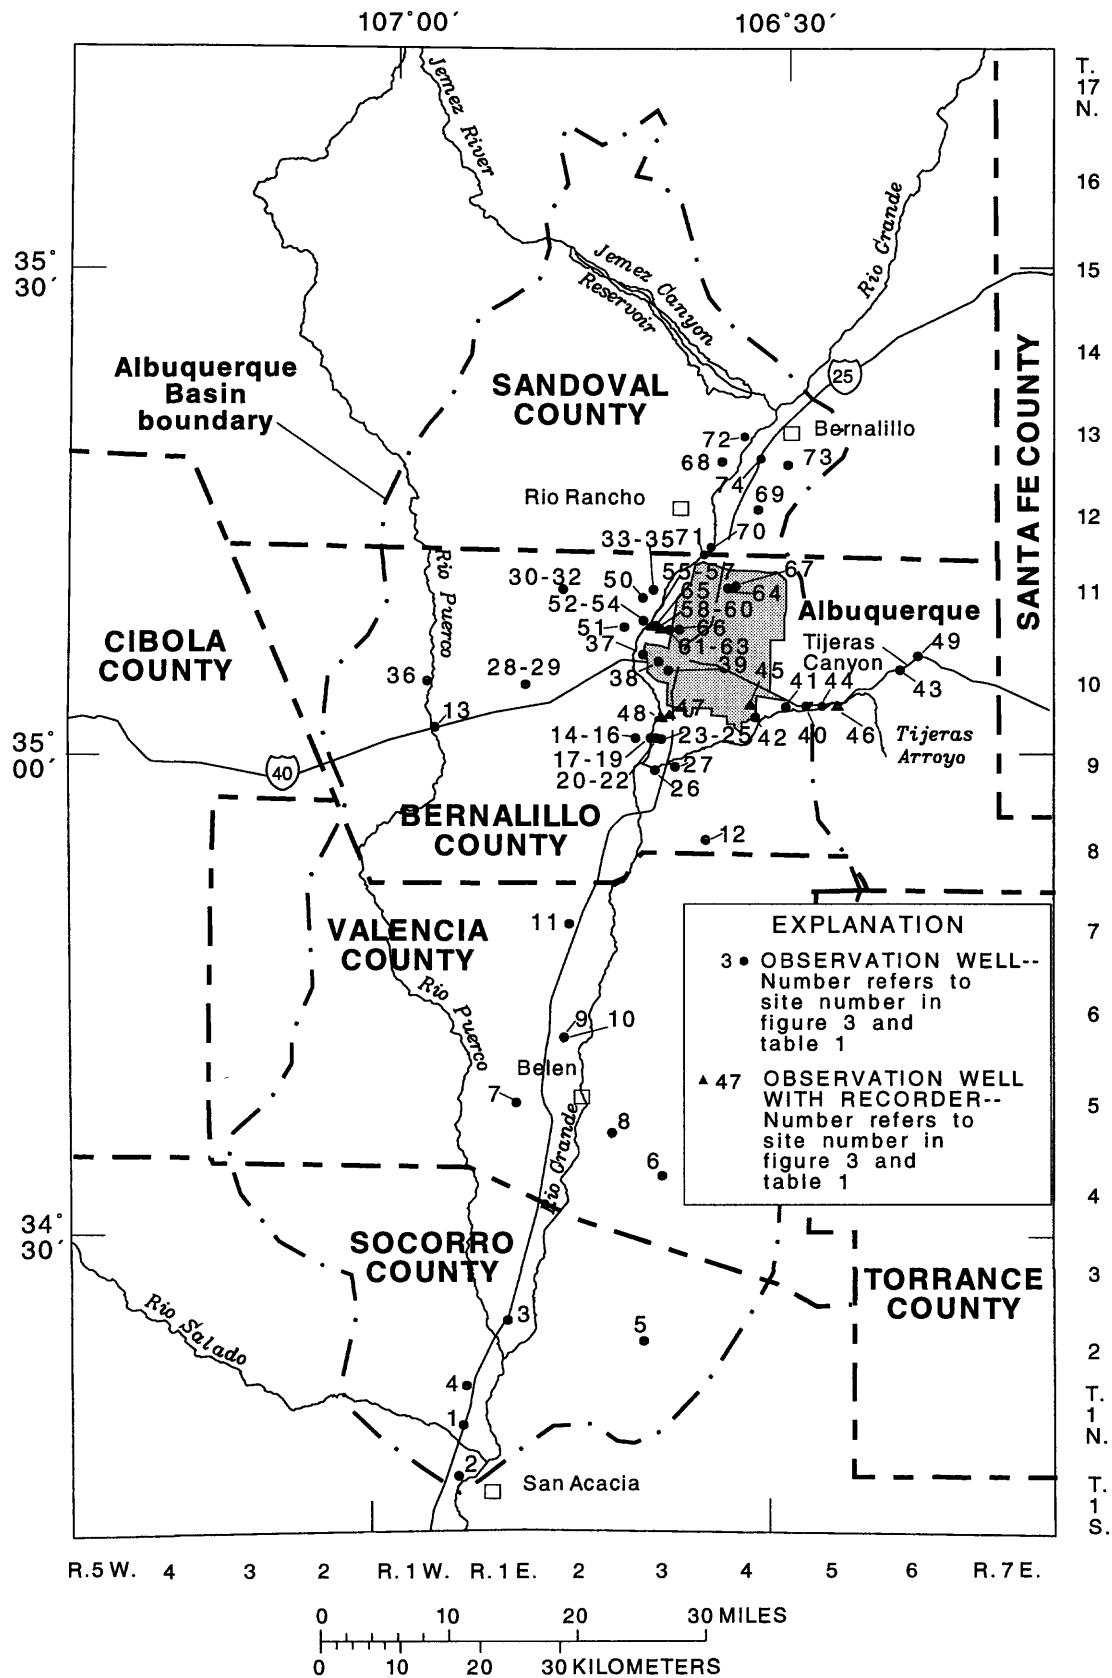 107°00′ 106°30′
T.
17
N.
Jemez River
16
Rio Grande
35°
30′
15
Jemez Canyon
Reservoir
14
Albuquerque
Basin
boundary
25
SANDOVAL
COUNTY
SANTA FE COUNTY
13
72 Bernalillo
68 73
74
Rio Rancho 69
12
33-35 71 70
30-32 50 55-57 67
11
52-54 65 64
58-60 Albuquerque
51 66
Rio Puerco
CIBOLA
COUNTY
37 61-63 Tijeras
Canyon 49
36 28-29 38 39 45 41 44 43
10
13 48 47
14-16 23-25 42 40 46 Tijeras
Arroyo
17-19
35°
00′
40
20-22 27
26
9
BERNALILLO
COUNTY
12
8
11
VALENCIA
COUNTY
7
EXPLANATION
3 OBSERVATION WELL--
Number refers to
site number in
figure 3 and
table 1
47 OBSERVATION WELL
WITH RECORDER--
Number refers to
site number in
figure 3 and
table 1
Rio Puerco
6
9 10
Belen
7
5
8
Rio Grande
6
4
34°
30′
SOCORRO
COUNTY
TORRANCE
COUNTY
3
Rio Salado
3
5
2
4
T.
1
N.
1
2
San Acacia
T.
1
S.
R.5 W. 4 3 2 R.1 W. R.1 E. 2 3 4 5 6 R.7 E.
0 10 20 30 MILES
0 10 20 30 KILOMETERS